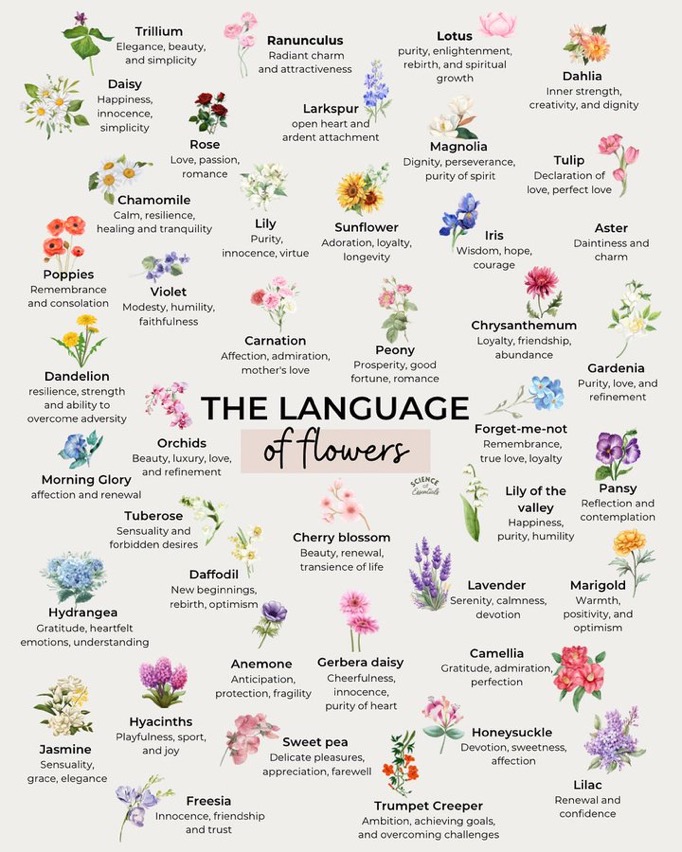 Trillium
Elegance, beauty,
and simplicity
Ranunculus
Radiant charm
and attractiveness
Lotus
purity, enlightenment,
rebirth, and spiritual
growth
Dahlia
Inner strength,
creativity, and dignity
Daisy
Happiness,
innocence,
simplicity
Rose
Love, passion,
romance
Larkspur
open heart and
ardent attachment
Magnolia
Dignity, perseverance,
purity of spirit
Tulip
Declaration of
love, perfect love
Chamomile
Calm, resilience,
healing and tranquility
Lily
Purity,
innocence, virtue
Sunflower
Adoration, loyalty,
longevity
Iris
Wisdom, hope,
courage
Aster
Daintiness and
charm
Poppies
Remembrance
and consolation
Violet
Modesty, humility,
faithfulness
Carnation
Affection, admiration,
mother's love
Peony
Prosperity, good
fortune, romance
Chrysanthemum
Loyalty, friendship,
abundance
Gardenia
Purity, love, and
refinement
Dandelion
resilience, strength
and ability to
overcome adversity
THE LANGUAGE
of flowers
Orchids
Beauty, luxury, love,
and refinement
Forget-me-not
Remembrance,
true love, loyalty
Morning Glory
affection and renewal
SCIENCE
of
Essentials
Lily of the
valley
Happiness,
purity, humility
Pansy
Reflection and
contemplation
Tuberose
Sensuality and
forbidden desires
Cherry blossom
Beauty, renewal,
transience of life
Daffodil
New beginnings,
rebirth, optimism
Lavender
Serenity, calmness,
devotion
Marigold
Warmth,
positivity, and
optimism
Hydrangea
Gratitude, heartfelt
emotions, understanding
Anemone
Anticipation,
protection, fragility
Gerbera daisy
Cheerfulness,
innocence,
purity of heart
Camellia
Gratitude, admiration,
perfection
Jasmine
Sensuality,
grace, elegance
Hyacinths
Playfulness, sport,
and joy
Sweet pea
Delicate pleasures,
appreciation, farewell
Honeysuckle
Devotion, sweetness,
affection
Lilac
Renewal and
confidence
Freesia
Innocence, friendship
and trust
Trumpet Creeper
Ambition, achieving goals,
and overcoming challenges